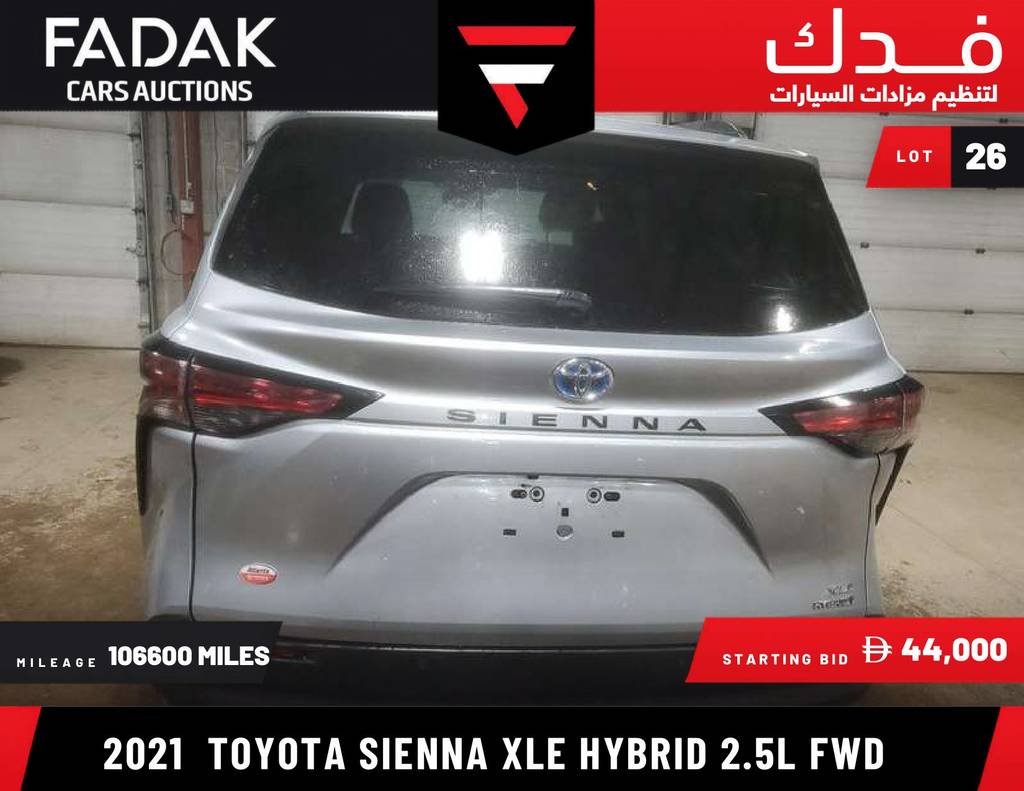 FADAK
CARS AUCTIONS
فدك
لتنظيم مزادات السيارات
LOT 26
SIENNA
XLE
MILEAGE 106600 MILES
STARTING BID 44,000
2021 TOYOTA SIENNA XLE HYBRID 2.5L FWD